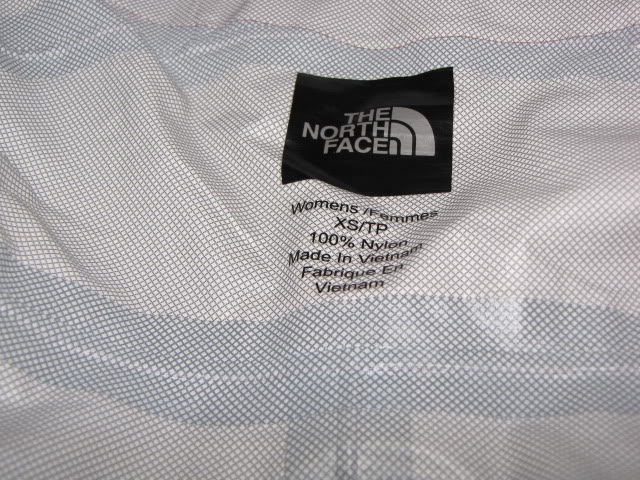 THE
NORTH
FACE
Womens /Femmes
XS/TP
100% Nylon
Made In Vietnam
Fabrique En
Vietnam